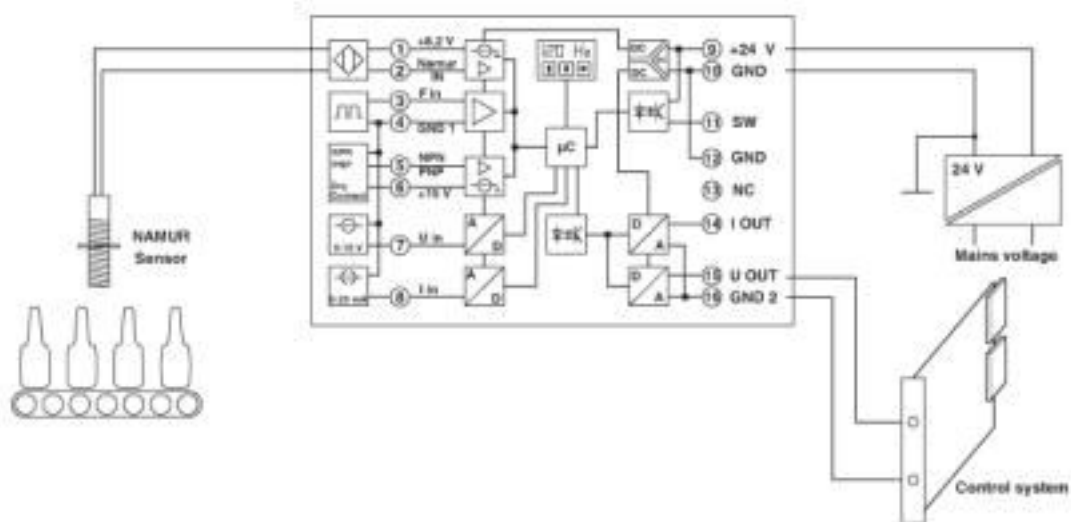 1 +8,2 V
2 Namur
IN
3 F in
4 GND 1
5 NPN
PNP
6 +15 V
7 U in
8 I in
0-10 V
0-20 mA
A
D
A
D
120 Hz
µC
DC
DC
D
A
D
A
9 +24 V
10 GND
11 SW
12 GND
13 NC
14 I OUT
15 U OUT
16 GND 2
NAMUR
Sensor
24 V
Mains voltage
Control system